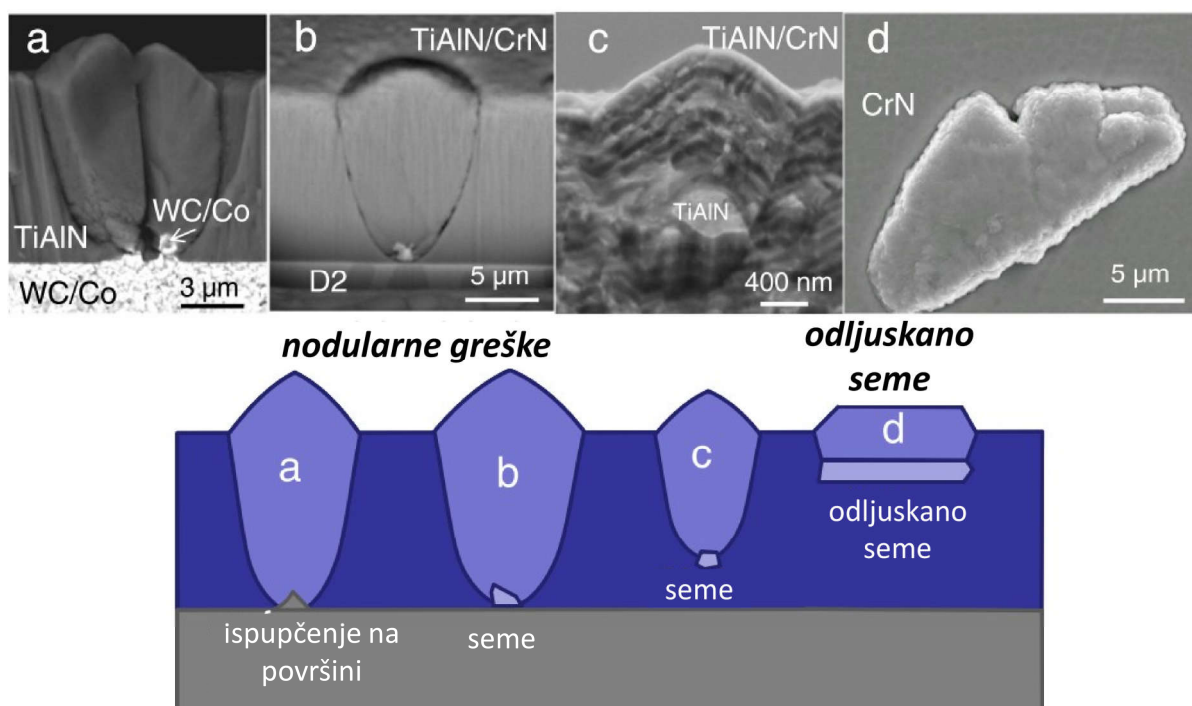 a
TiAlN
WC/Co
WC/Co
3 µm
b
TiAlN/CrN
D2
5 µm
c
TiAlN/CrN
TiAlN
400 nm
d
CrN
5 µm
nodularne greške
odljuskano
seme
a
b
c
d
odljuskano
seme
seme
ispupčenje na
površini
seme